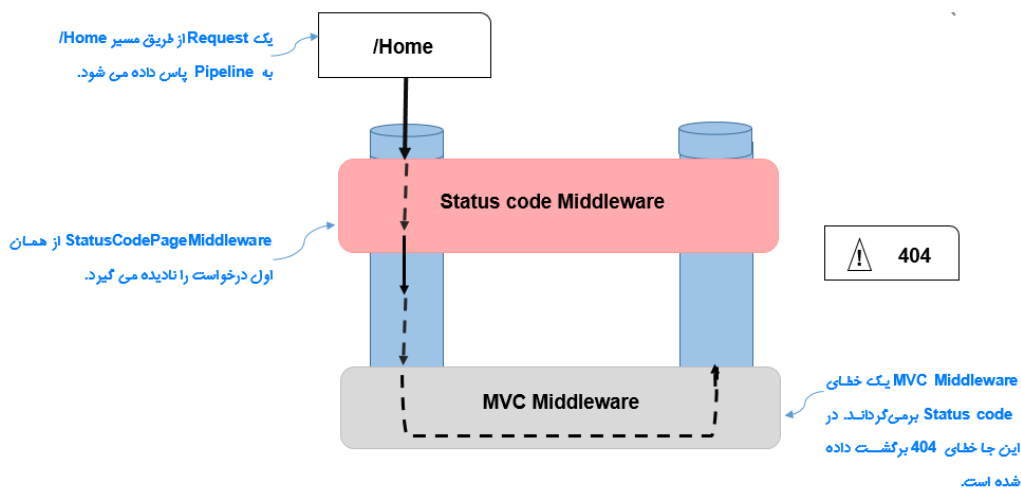 یک Request از طریق مسیر Home/
به Pipeline پاس داده می شود.
/Home
Status code Middleware
StatusCodePageMiddleware از همان
اول درخواست را نادیده می گیرد.
404
MVC Middleware
MVC Middleware یک خطای
Status code برمی‌گرداند. در
این جا خطای 404 برگشت داده
شده است.